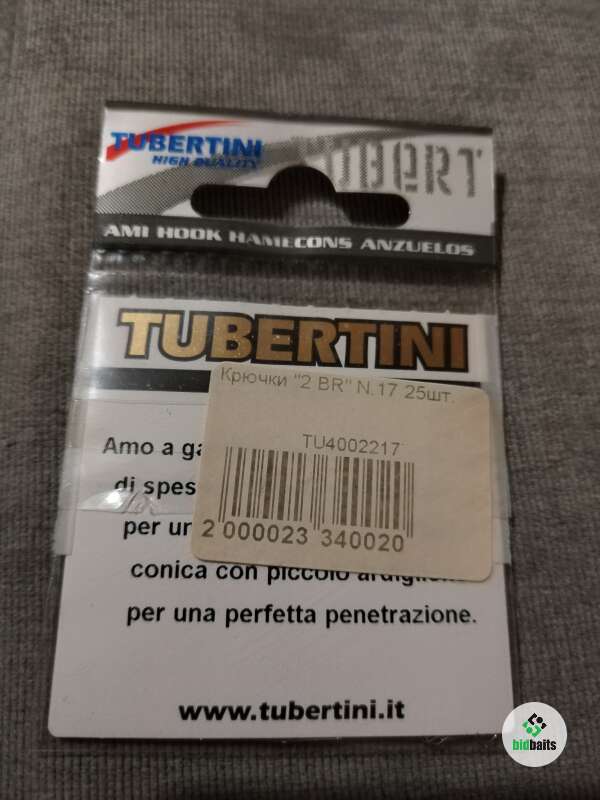 TUBERTINI
HIGH QUALITY
TUBERT
AMI HOOK HAMECONS ANZUELOS
TUBERTINI
Крючки "2 BR" N.17 25шт.
TU4002217
2 000023 340020
Amo a
di
per
conica con piccolo
per una perfetta penetrazione.
www.tubertini.it
bidbaits